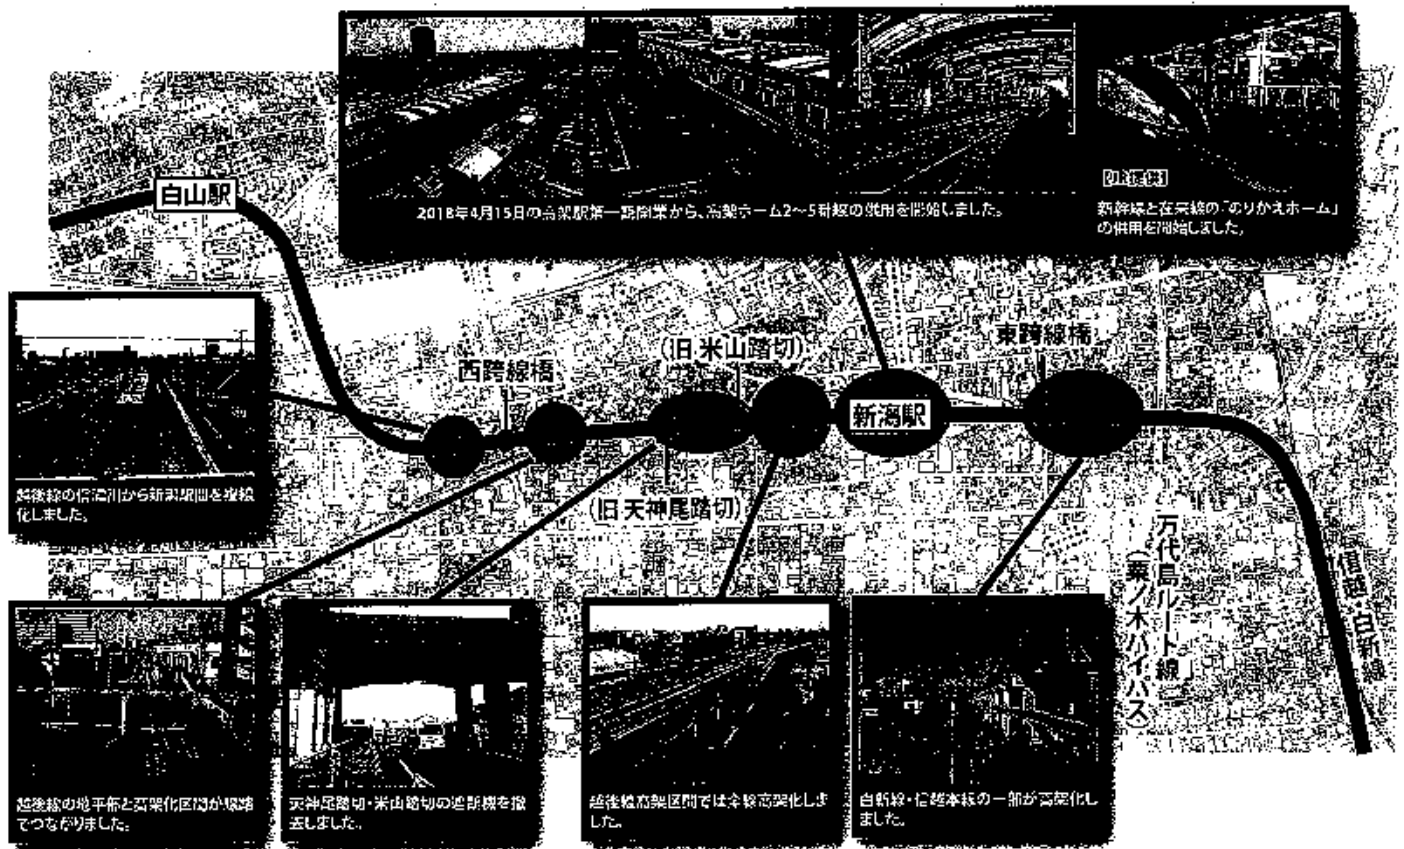 2018年4月15日の高架駅第一期開業から、高架ホーム2〜5番線の供用を開始しました。
【JR提供】
新幹線と在来線の「のりかえホーム」
の供用を開始しました。
白山駅
越後線
西跨線橋
(旧 米山踏切)
東跨線橋
新潟駅
(旧 天神尾踏切)
越後線の信濃川から新潟駅間を複線
化しました。
万代島ルート線
(栗ノ木バイパス)
信越・白新線
越後線の地平部と高架化区間が線路
でつながりました。
天神尾踏切・米山踏切の遮断機を撤
去しました。
越後線高架区間では全線高架化しま
した。
白新線・信越本線の一部が高架化し
ました。